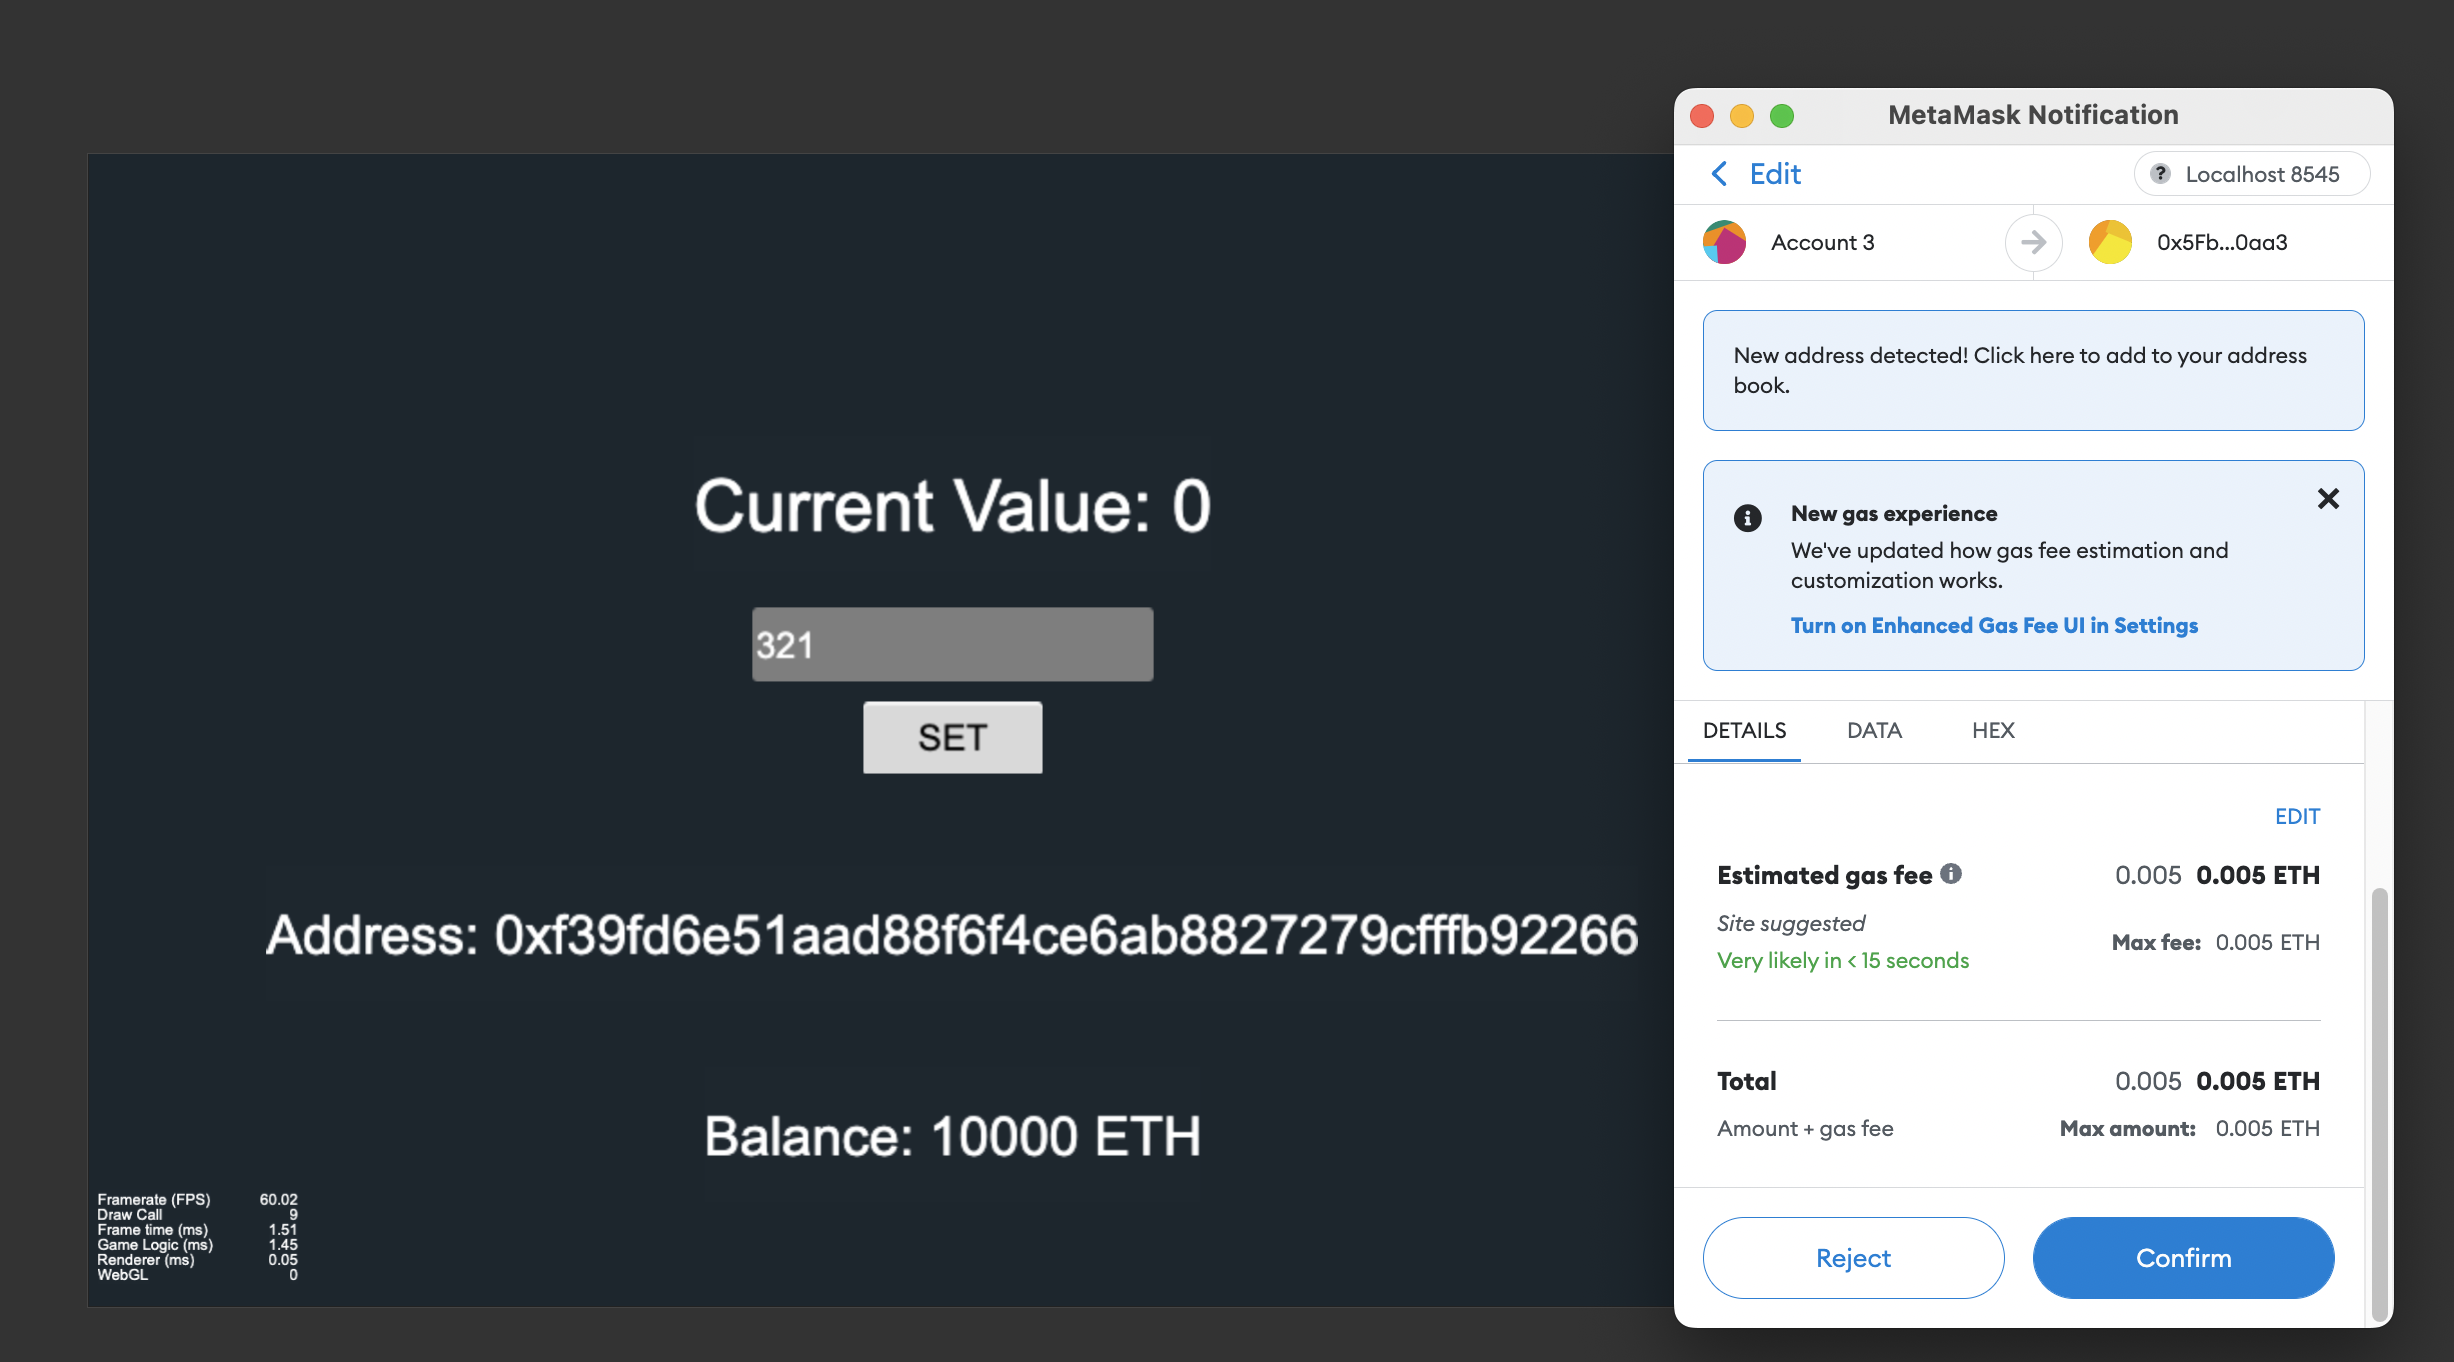 Current Value: 0
321
SET
Address: 0xf39fd6e51aad88f6f4ce6ab8827279cfffb92266
Balance: 10000 ETH
Framerate (FPS) 60.02
Draw Call 9
Frame time (ms) 1.51
Game Logic (ms) 1.45
Renderer (ms) 0.05
WebGL 0
MetaMask Notification
Edit
? Localhost 8545
Account 3
0x5Fb...0aa3
New address detected! Click here to add to your address
book.
New gas experience
We've updated how gas fee estimation and
customization works.
Turn on Enhanced Gas Fee UI in Settings
DETAILS DATA HEX
EDIT
Estimated gas fee 0.005 0.005 ETH
Site suggested
Max fee: 0.005 ETH
Very likely in < 15 seconds
Total 0.005 0.005 ETH
Amount + gas fee Max amount: 0.005 ETH
Reject Confirm